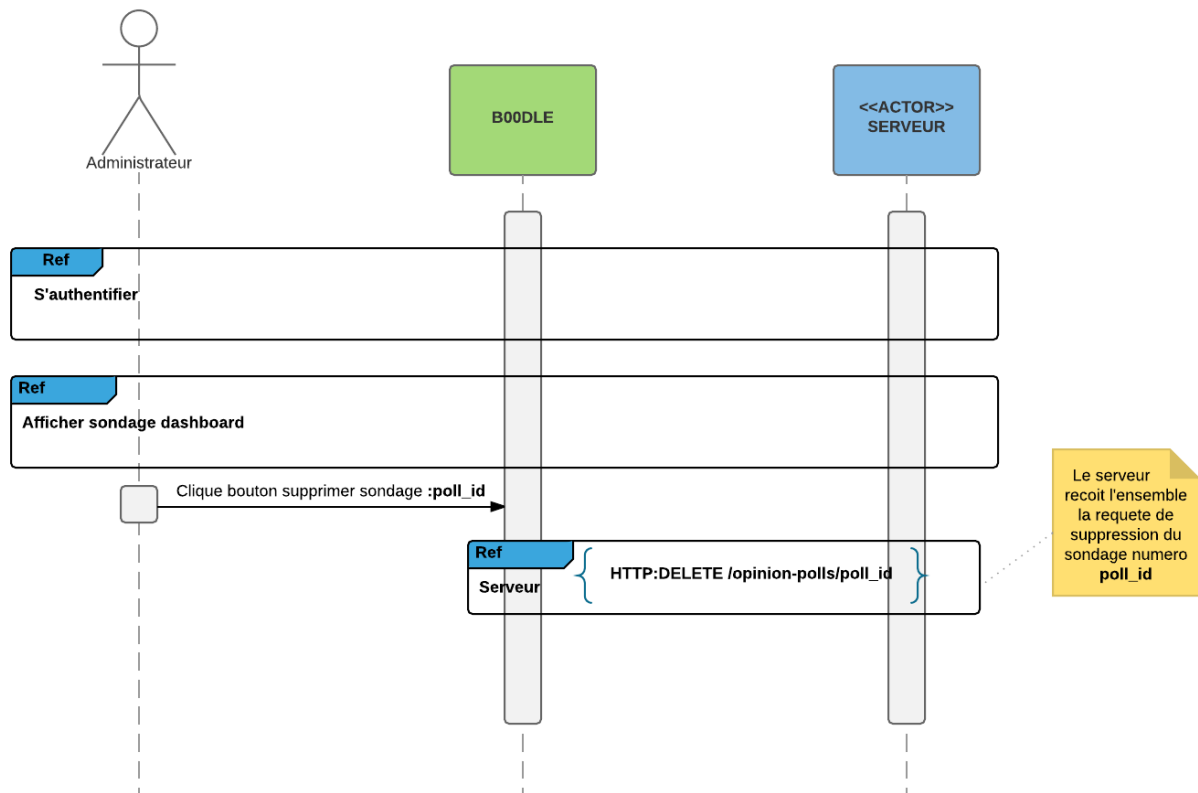 Administrateur
B00DLE
<<ACTOR>>
SERVEUR
Ref
S'authentifier
Ref
Afficher sondage dashboard
Clique bouton supprimer sondage :poll_id
Ref
Serveur
HTTP:DELETE /opinion-polls/poll_id
Le serveur
recoit l'ensemble
la requete de
suppression du
sondage numero
poll_id